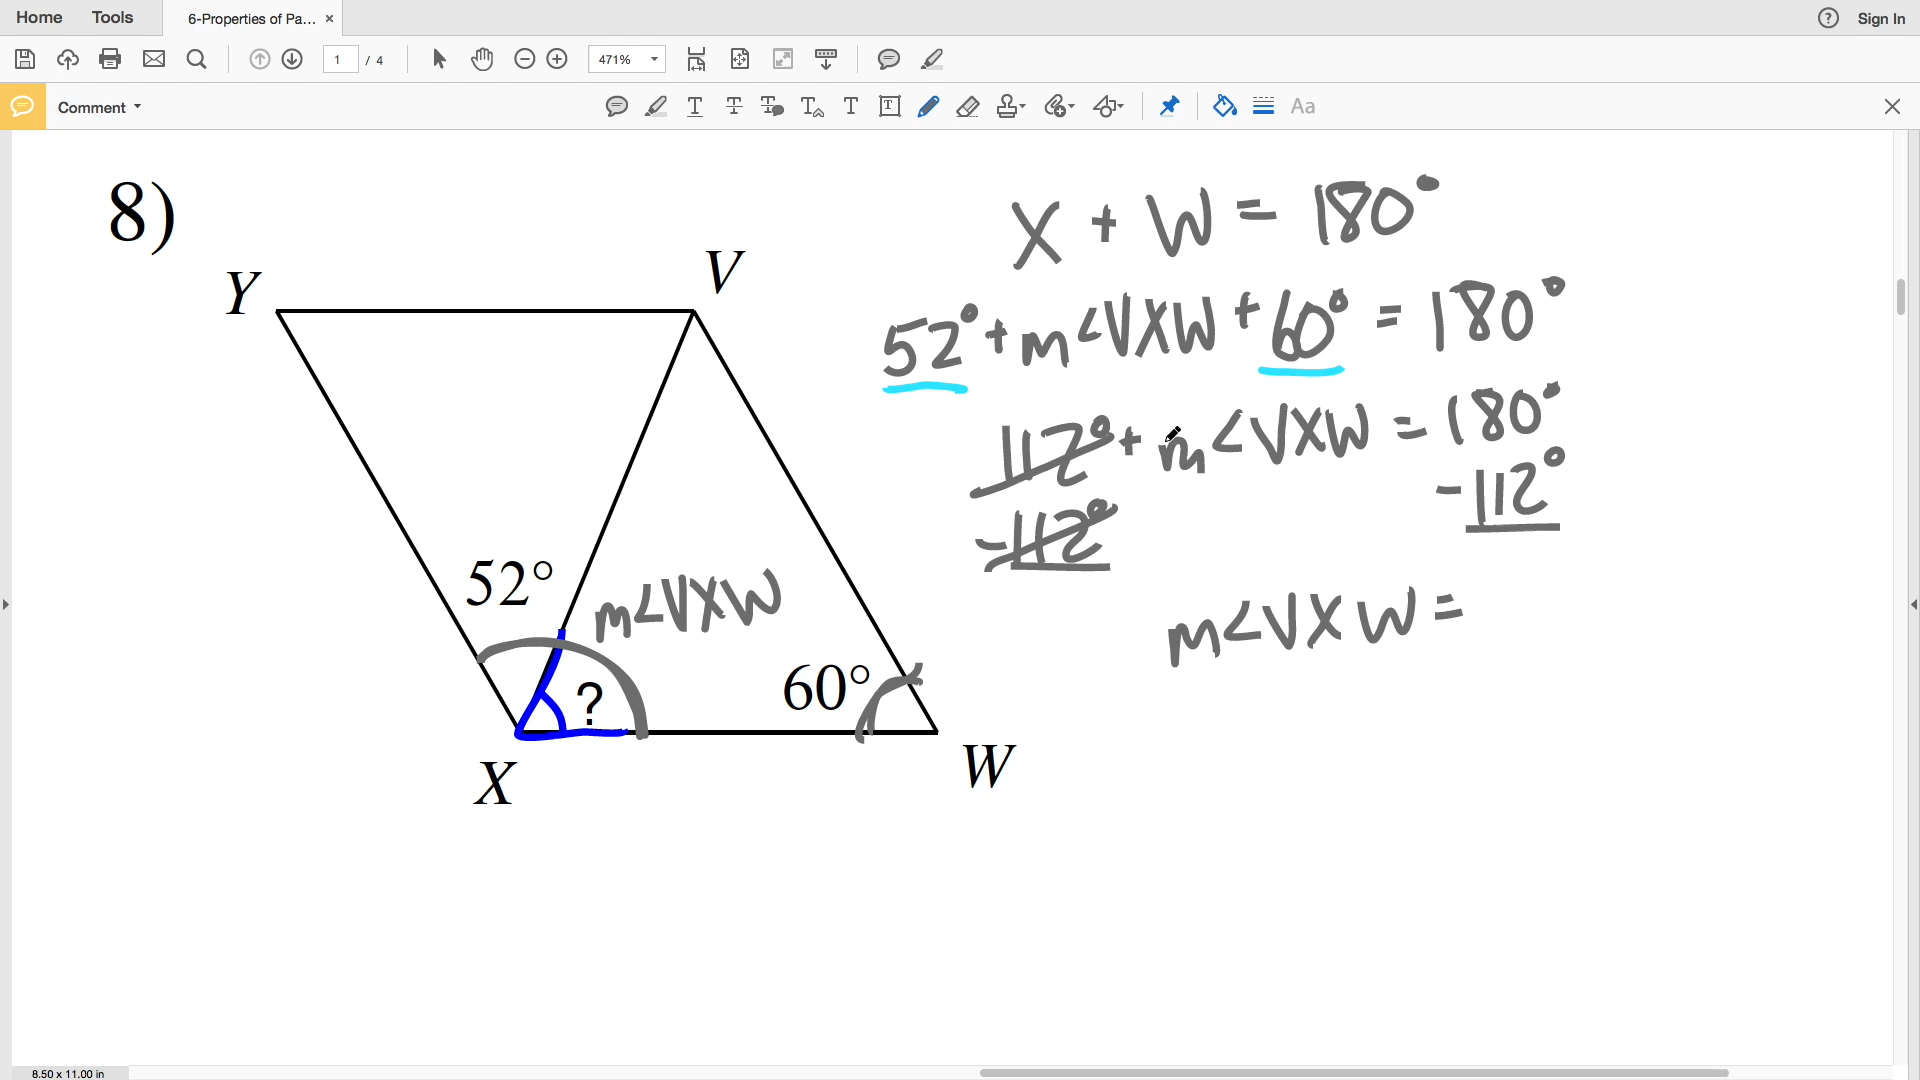 Home Tools 6-Properties of Pa... × ? Sign In
1 / 4 471%
Comment T T T T T T Aa
8)
Y
V
X + W = 180°
52° + m∠VXW + 60° = 180°
112° + m∠VXW = 180°
-112° -112°
m∠VXW =
52°
m∠VXW
60°
?
X
W
8.50 x 11.00 in